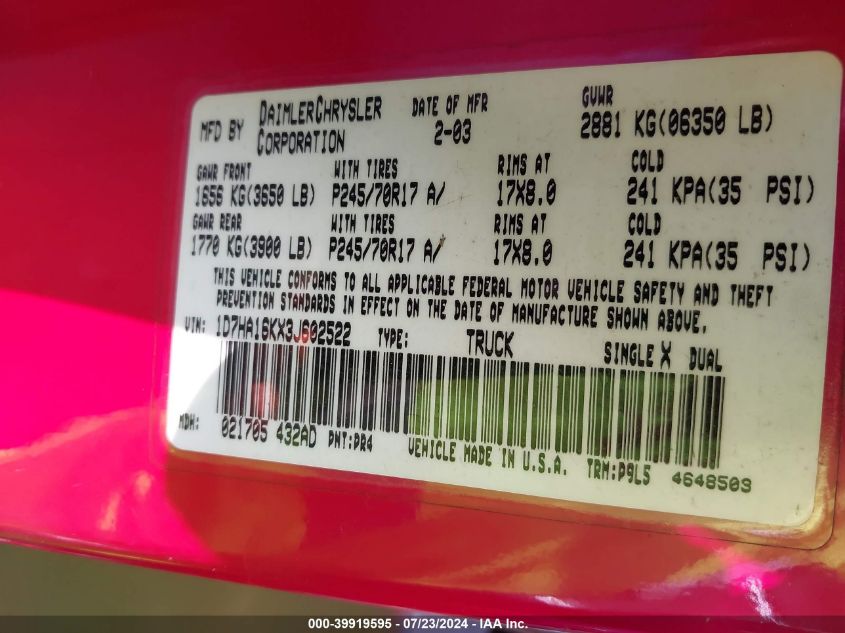 MFD BY DAIMLERCHRYSLER CORPORATION DATE OF MFR 2-03 GVWR 2881 KG(06350 LB)
GAWR FRONT WITH TIRES RIMS AT COLD
1656 KG(3650 LB) P245/70R17 A/ 17X8.0 241 KPA(35 PSI)
GAWR REAR WITH TIRES RIMS AT COLD
1770 KG(3900 LB) P245/70R17 A/ 17X8.0 241 KPA(35 PSI)
THIS VEHICLE CONFORMS TO ALL APPLICABLE FEDERAL MOTOR VEHICLE SAFETY AND THEFT
PREVENTION STANDARDS IN EFFECT ON THE DATE OF MANUFACTURE SHOWN ABOVE.
VIN: 1D7HA16KX3J602522 TYPE: TRUCK SINGLE X DUAL
MDH: 021705 432AD PNT:PR4 VEHICLE MADE IN U.S.A. TRM:P9L5 4648503
000-39919595 - 07/23/2024 - IAA Inc.